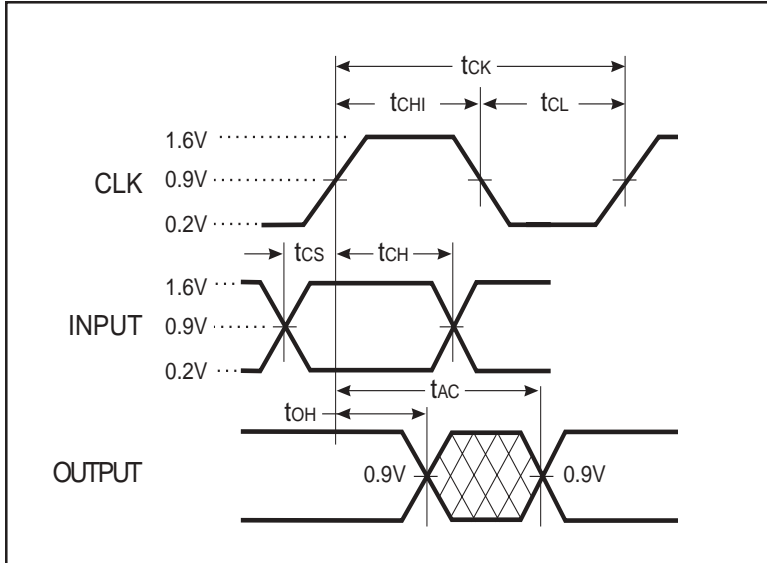 tCK
tCHI tCL
1.6V
CLK 0.9V
0.2V
tCS tCH
1.6V
INPUT 0.9V
0.2V
tAC
tOH
OUTPUT 0.9V 0.9V